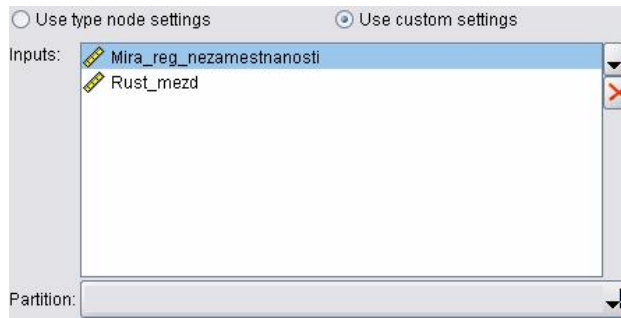 Use type node settings Use custom settings
Inputs: Mira_reg_nezamestnanosti
Rust_mezd
Partition: